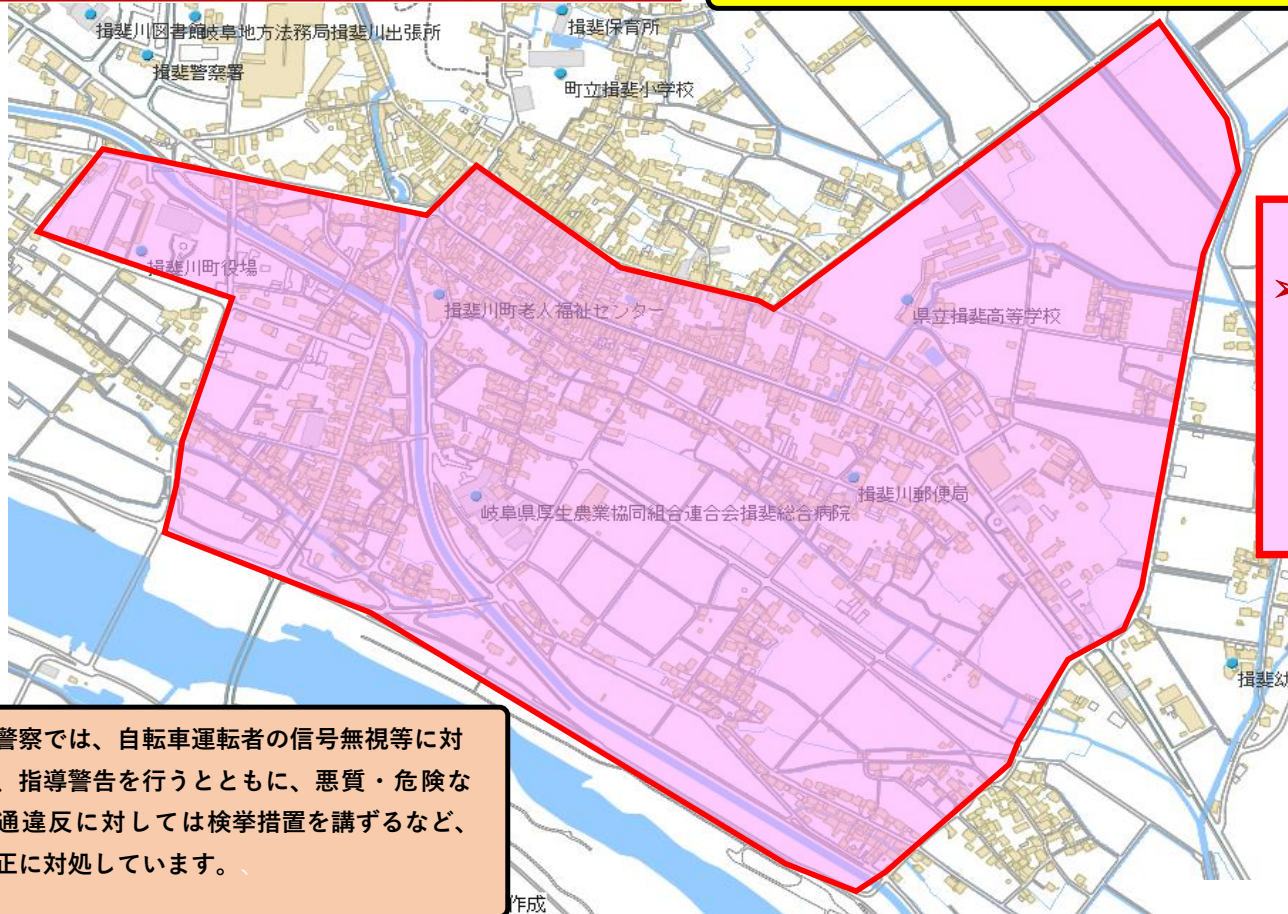 揖斐川図書館
岐阜地方法務局揖斐川出張所
揖斐保育所
揖斐警察署
町立揖斐小学校
揖斐川町役場
揖斐川町老人福祉センター
県立揖斐高等学校
揖斐川郵便局
岐阜県厚生農業協同組合連合会揖斐総合病院
揖斐幼
➤
警察では、自転車運転者の信号無視等に対
、指導警告を行うとともに、悪質・危険な
通違反に対しては検挙措置を講ずるなど、
正に対処しています。、
作成